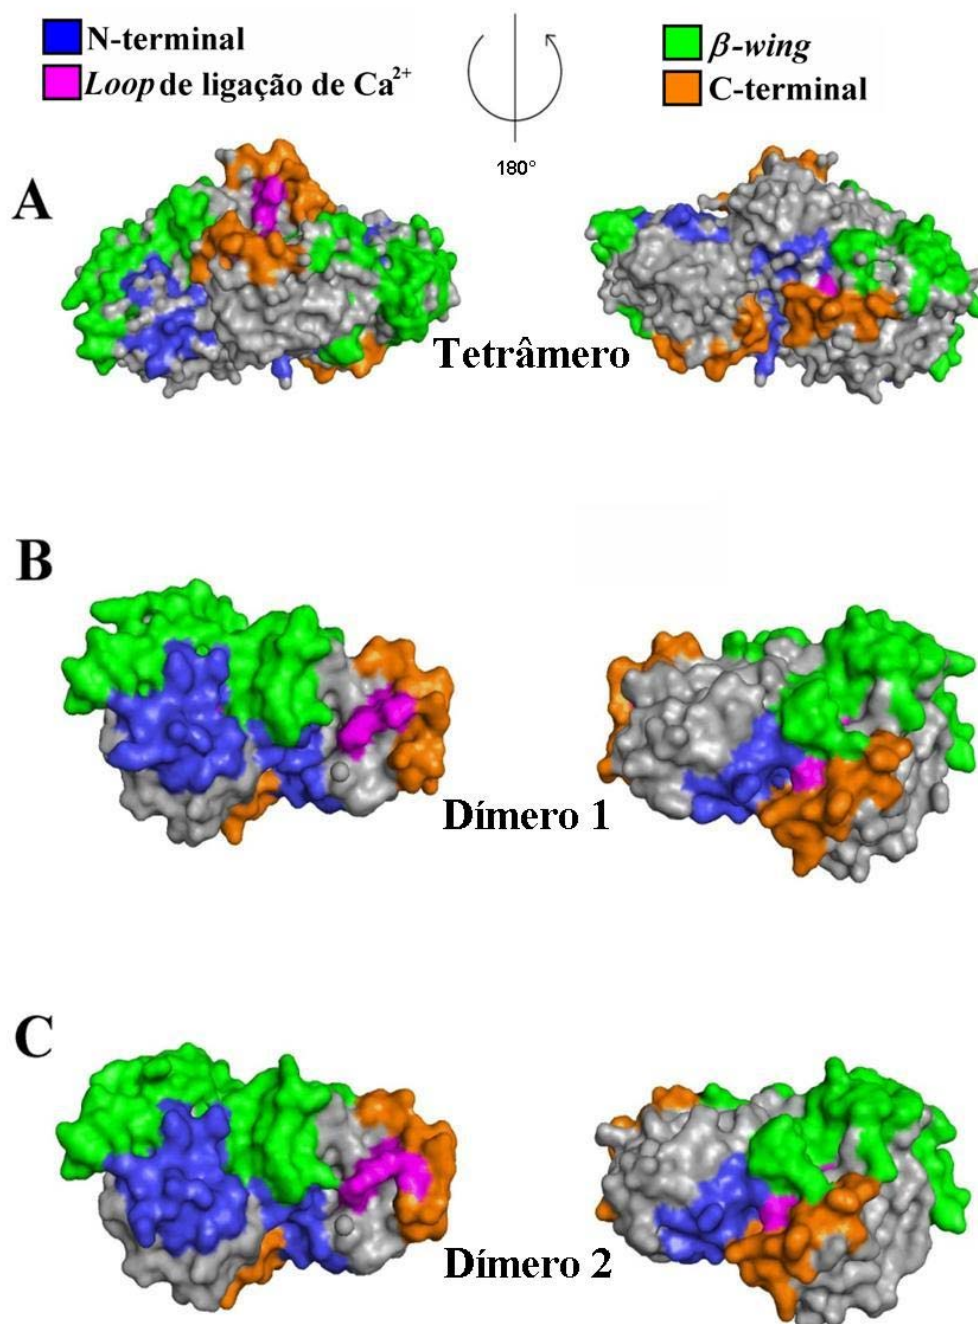 N-terminal
Loop de ligação de Ca²⁺
β-wing
C-terminal
180°
A
Tetrâmero
B
Dímero 1
C
Dímero 2